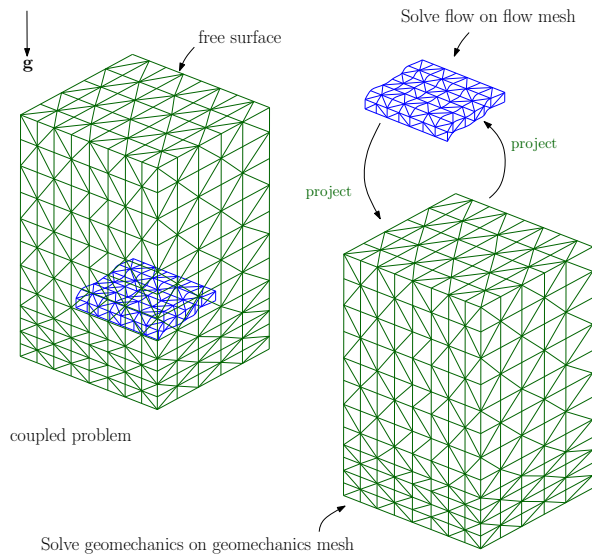 Solve flow on flow mesh
free surface
g
project
project
coupled problem
Solve geomechanics on geomechanics mesh